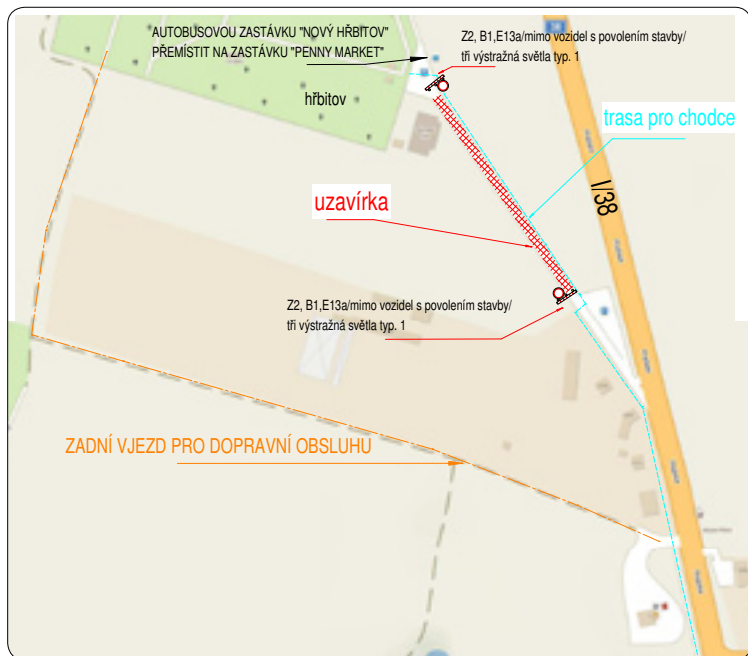 AUTOBUSOVOU ZASTÁVKU "NOVÝ HŘBITOV"
PŘEMÍSTIT NA ZASTÁVKU "PENNY MARKET"
Z2, B1,E13a/mimo vozidel s povolením stavby/
tři výstražná světla typ. 1
hřbitov
trasa pro chodce
uzavírka
I/38
Z2, B1,E13a/mimo vozidel s povolením stavby/
tři výstražná světla typ. 1
ZADNÍ VJEZD PRO DOPRAVNÍ OBSLUHU